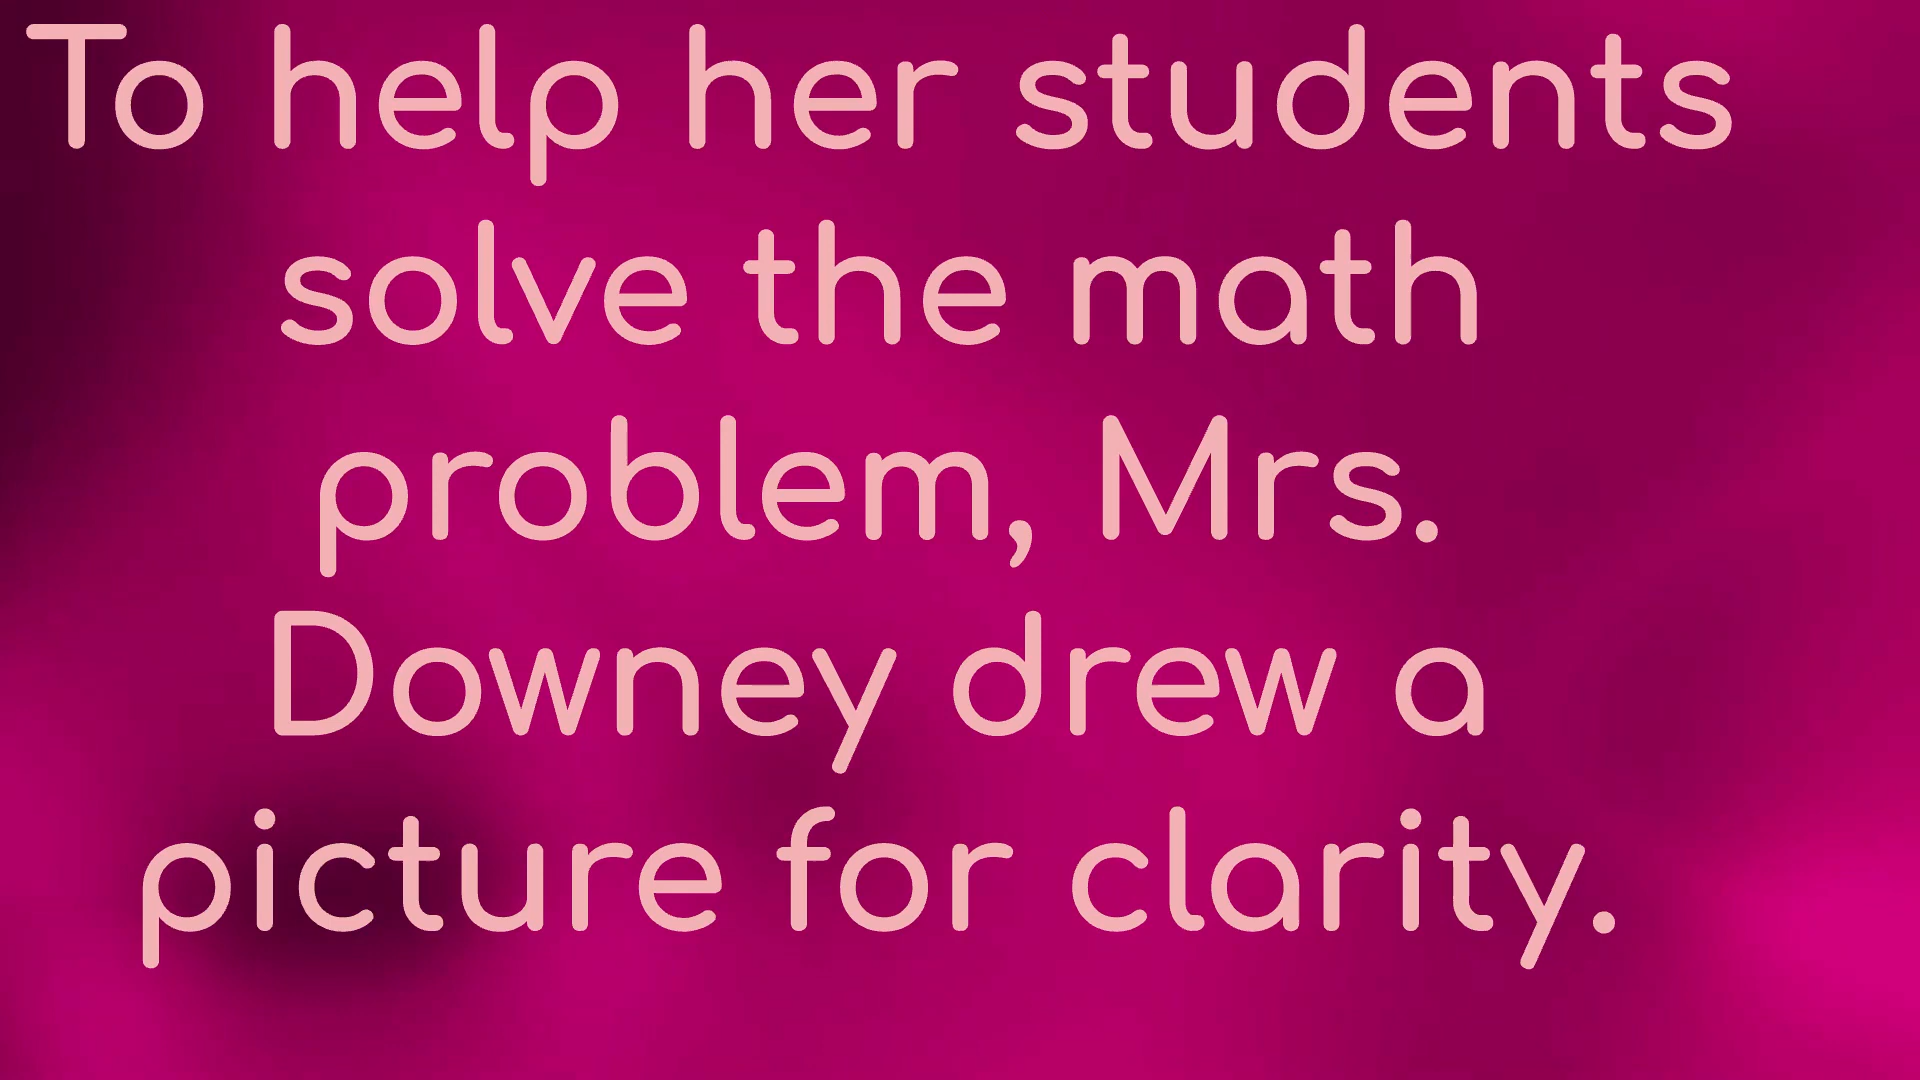 To help her students
solve the math
problem, Mrs.
Downey drew a
picture for clarity.